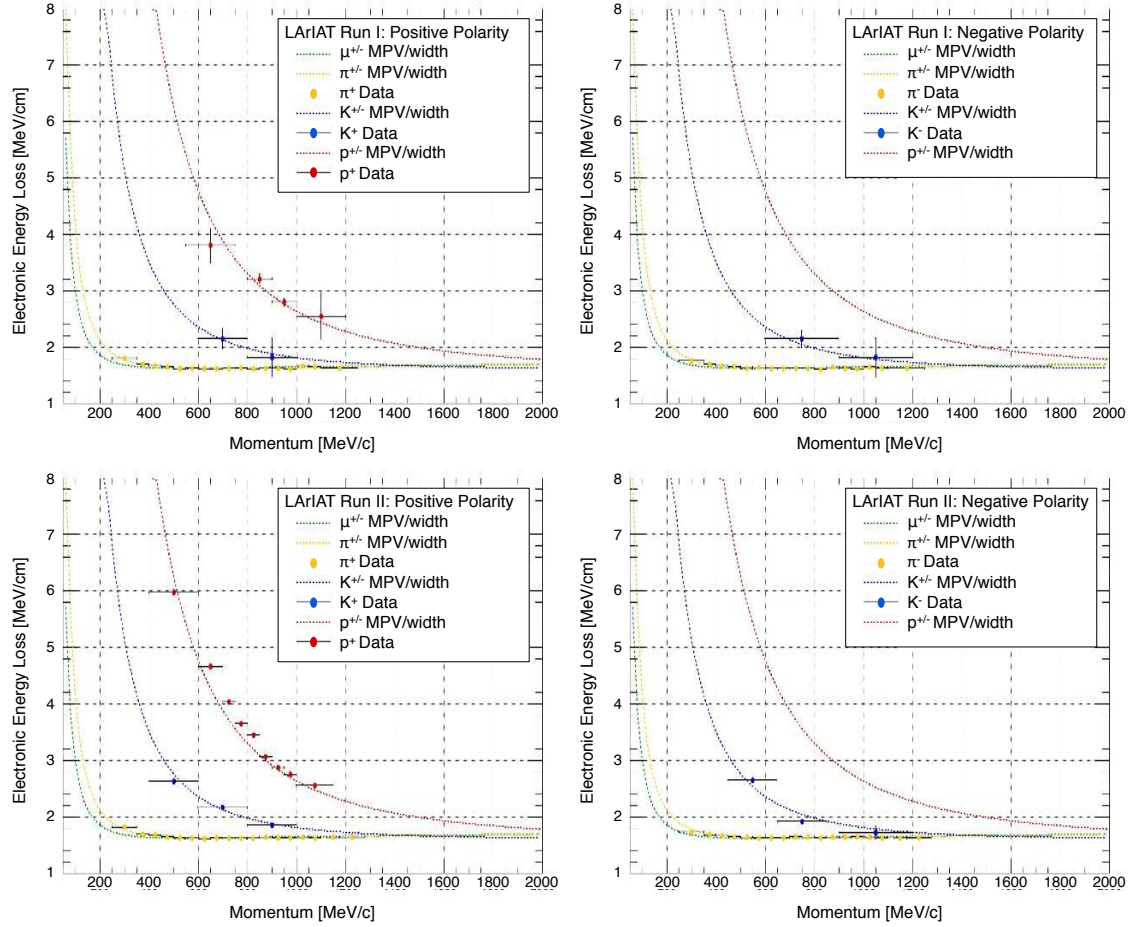 LArIAT Run I: Positive Polarity
μ+/- MPV/width
π+/- MPV/width
π+ Data
K+/- MPV/width
K+ Data
p+/- MPV/width
p+ Data
8
7
6
5
4
3
2
1
Electronic Energy Loss [MeV/cm]
200 400 600 800 1000 1200 1400 1600 1800 2000
Momentum [MeV/c]
LArIAT Run I: Negative Polarity
μ+/- MPV/width
π+/- MPV/width
π- Data
K+/- MPV/width
K- Data
p+/- MPV/width
8
7
6
5
4
3
2
1
Electronic Energy Loss [MeV/cm]
200 400 600 800 1000 1200 1400 1600 1800 2000
Momentum [MeV/c]
LArIAT Run II: Positive Polarity
μ+/- MPV/width
π+/- MPV/width
π+ Data
K+/- MPV/width
K+ Data
p+/- MPV/width
p+ Data
8
7
6
5
4
3
2
1
Electronic Energy Loss [MeV/cm]
200 400 600 800 1000 1200 1400 1600 1800 2000
Momentum [MeV/c]
LArIAT Run II: Negative Polarity
μ+/- MPV/width
π+/- MPV/width
π- Data
K+/- MPV/width
K- Data
p+/- MPV/width
8
7
6
5
4
3
2
1
Electronic Energy Loss [MeV/cm]
200 400 600 800 1000 1200 1400 1600 1800 2000
Momentum [MeV/c]